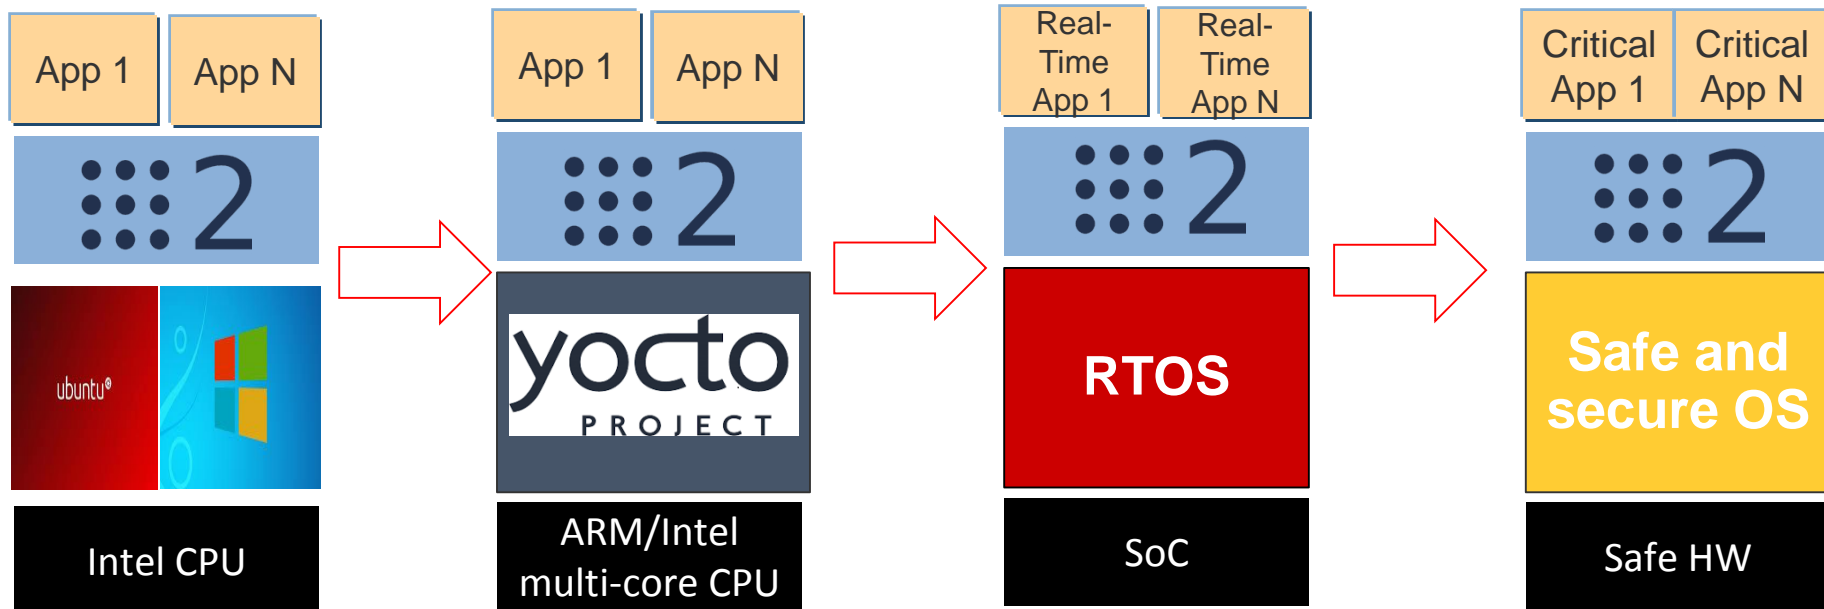 App 1
App N
2
ubuntu®
Intel CPU
App 1
App N
2
yocto
PROJECT
ARM/Intel
multi-core CPU
Real-
Time
App 1
Real-
Time
App N
2
RTOS
SoC
Critical
App 1
Critical
App N
2
Safe and
secure OS
Safe HW